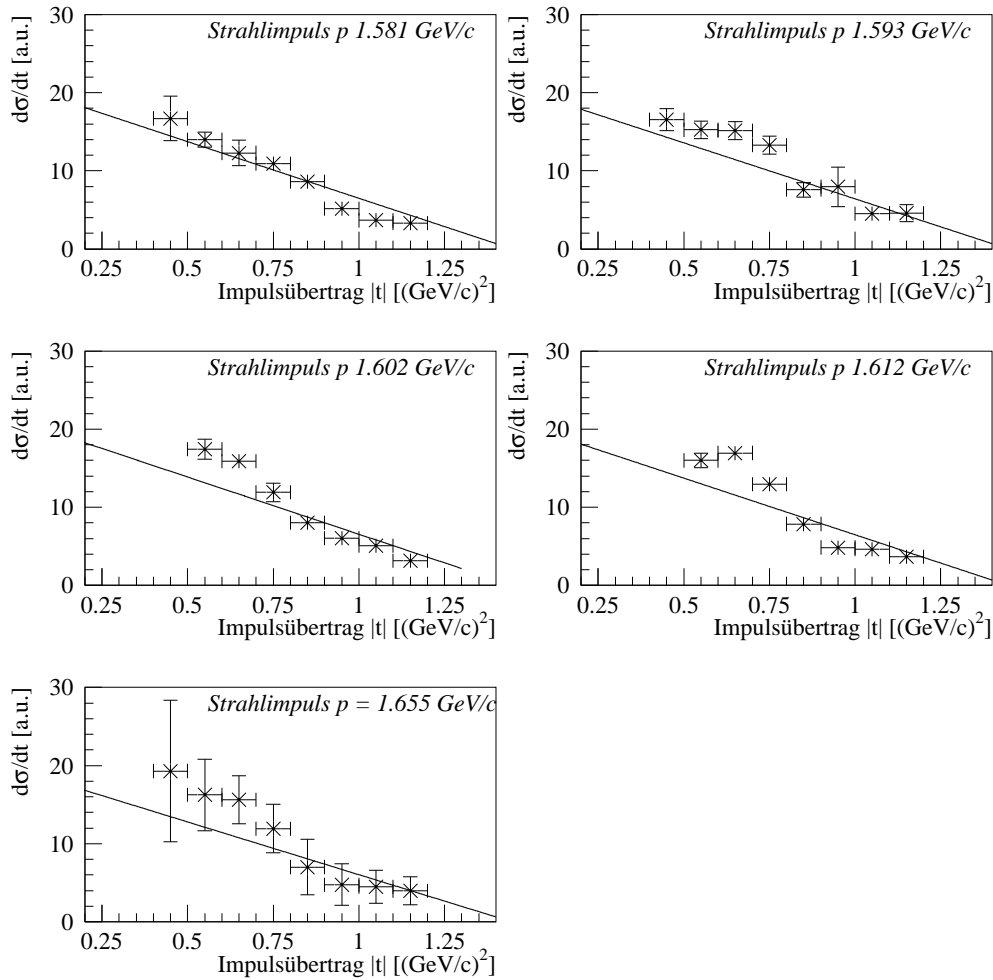 Strahlimpuls p 1.581 GeV/c
dσ/dt [a.u.]
30
20
10
0
0.25 0.5 0.75 1 1.25
Impulsübertrag |t| [(GeV/c)²]
Strahlimpuls p 1.593 GeV/c
dσ/dt [a.u.]
30
20
10
0
0.25 0.5 0.75 1 1.25
Impulsübertrag |t| [(GeV/c)²]
Strahlimpuls p 1.602 GeV/c
dσ/dt [a.u.]
30
20
10
0
0.25 0.5 0.75 1 1.25
Impulsübertrag |t| [(GeV/c)²]
Strahlimpuls p 1.612 GeV/c
dσ/dt [a.u.]
30
20
10
0
0.25 0.5 0.75 1 1.25
Impulsübertrag |t| [(GeV/c)²]
Strahlimpuls p = 1.655 GeV/c
dσ/dt [a.u.]
30
20
10
0
0.25 0.5 0.75 1 1.25
Impulsübertrag |t| [(GeV/c)²]